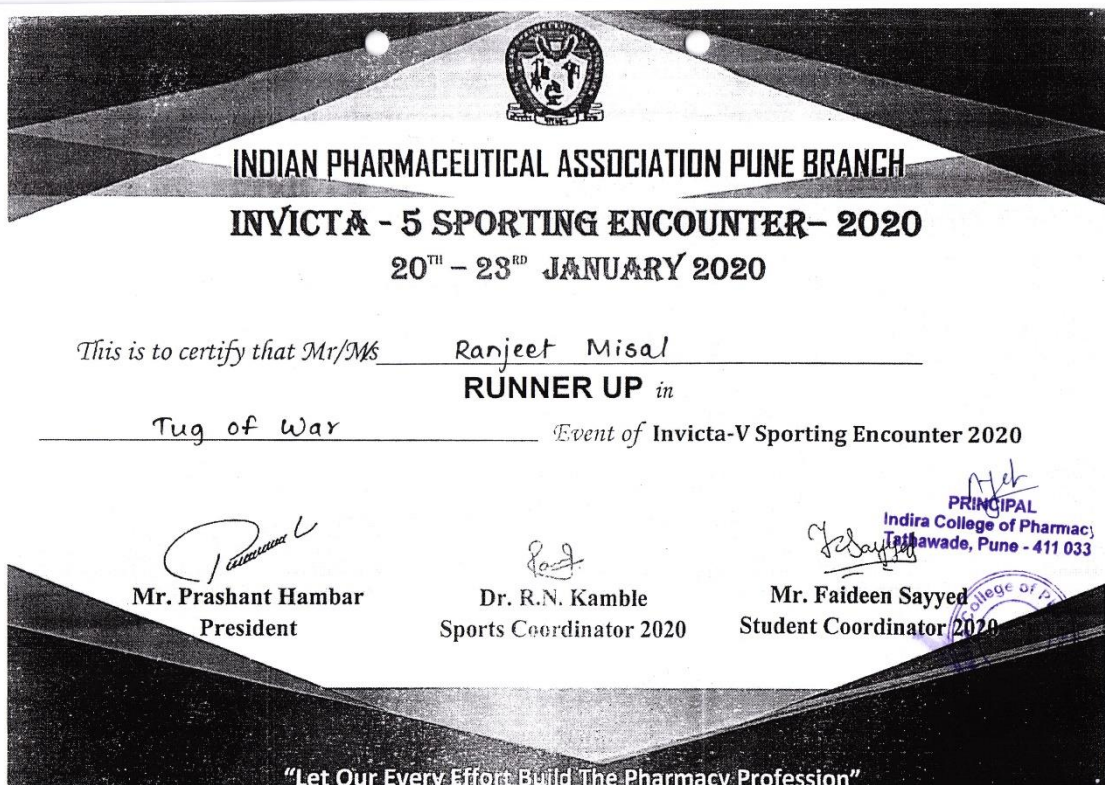 INDIAN PHARMACEUTICAL ASSOCIATION PUNE BRANCH
INVICTA - 5 SPORTING ENCOUNTER- 2020
20TH - 23RD JANUARY 2020
This is to certify that Mr/Ms Ranjeet Misal
RUNNER UP in
Tug of War Event of Invicta-V Sporting Encounter 2020
PRINCIPAL
Indira College of Pharmacy
Tathawade, Pune - 411 033
Mr. Prashant Hambar
President
Dr. R.N. Kamble
Sports Coordinator 2020
Mr. Faideen Sayyed
Student Coordinator 2020
College of P
"Let Our Every Effort Build The Pharmacy Profession"